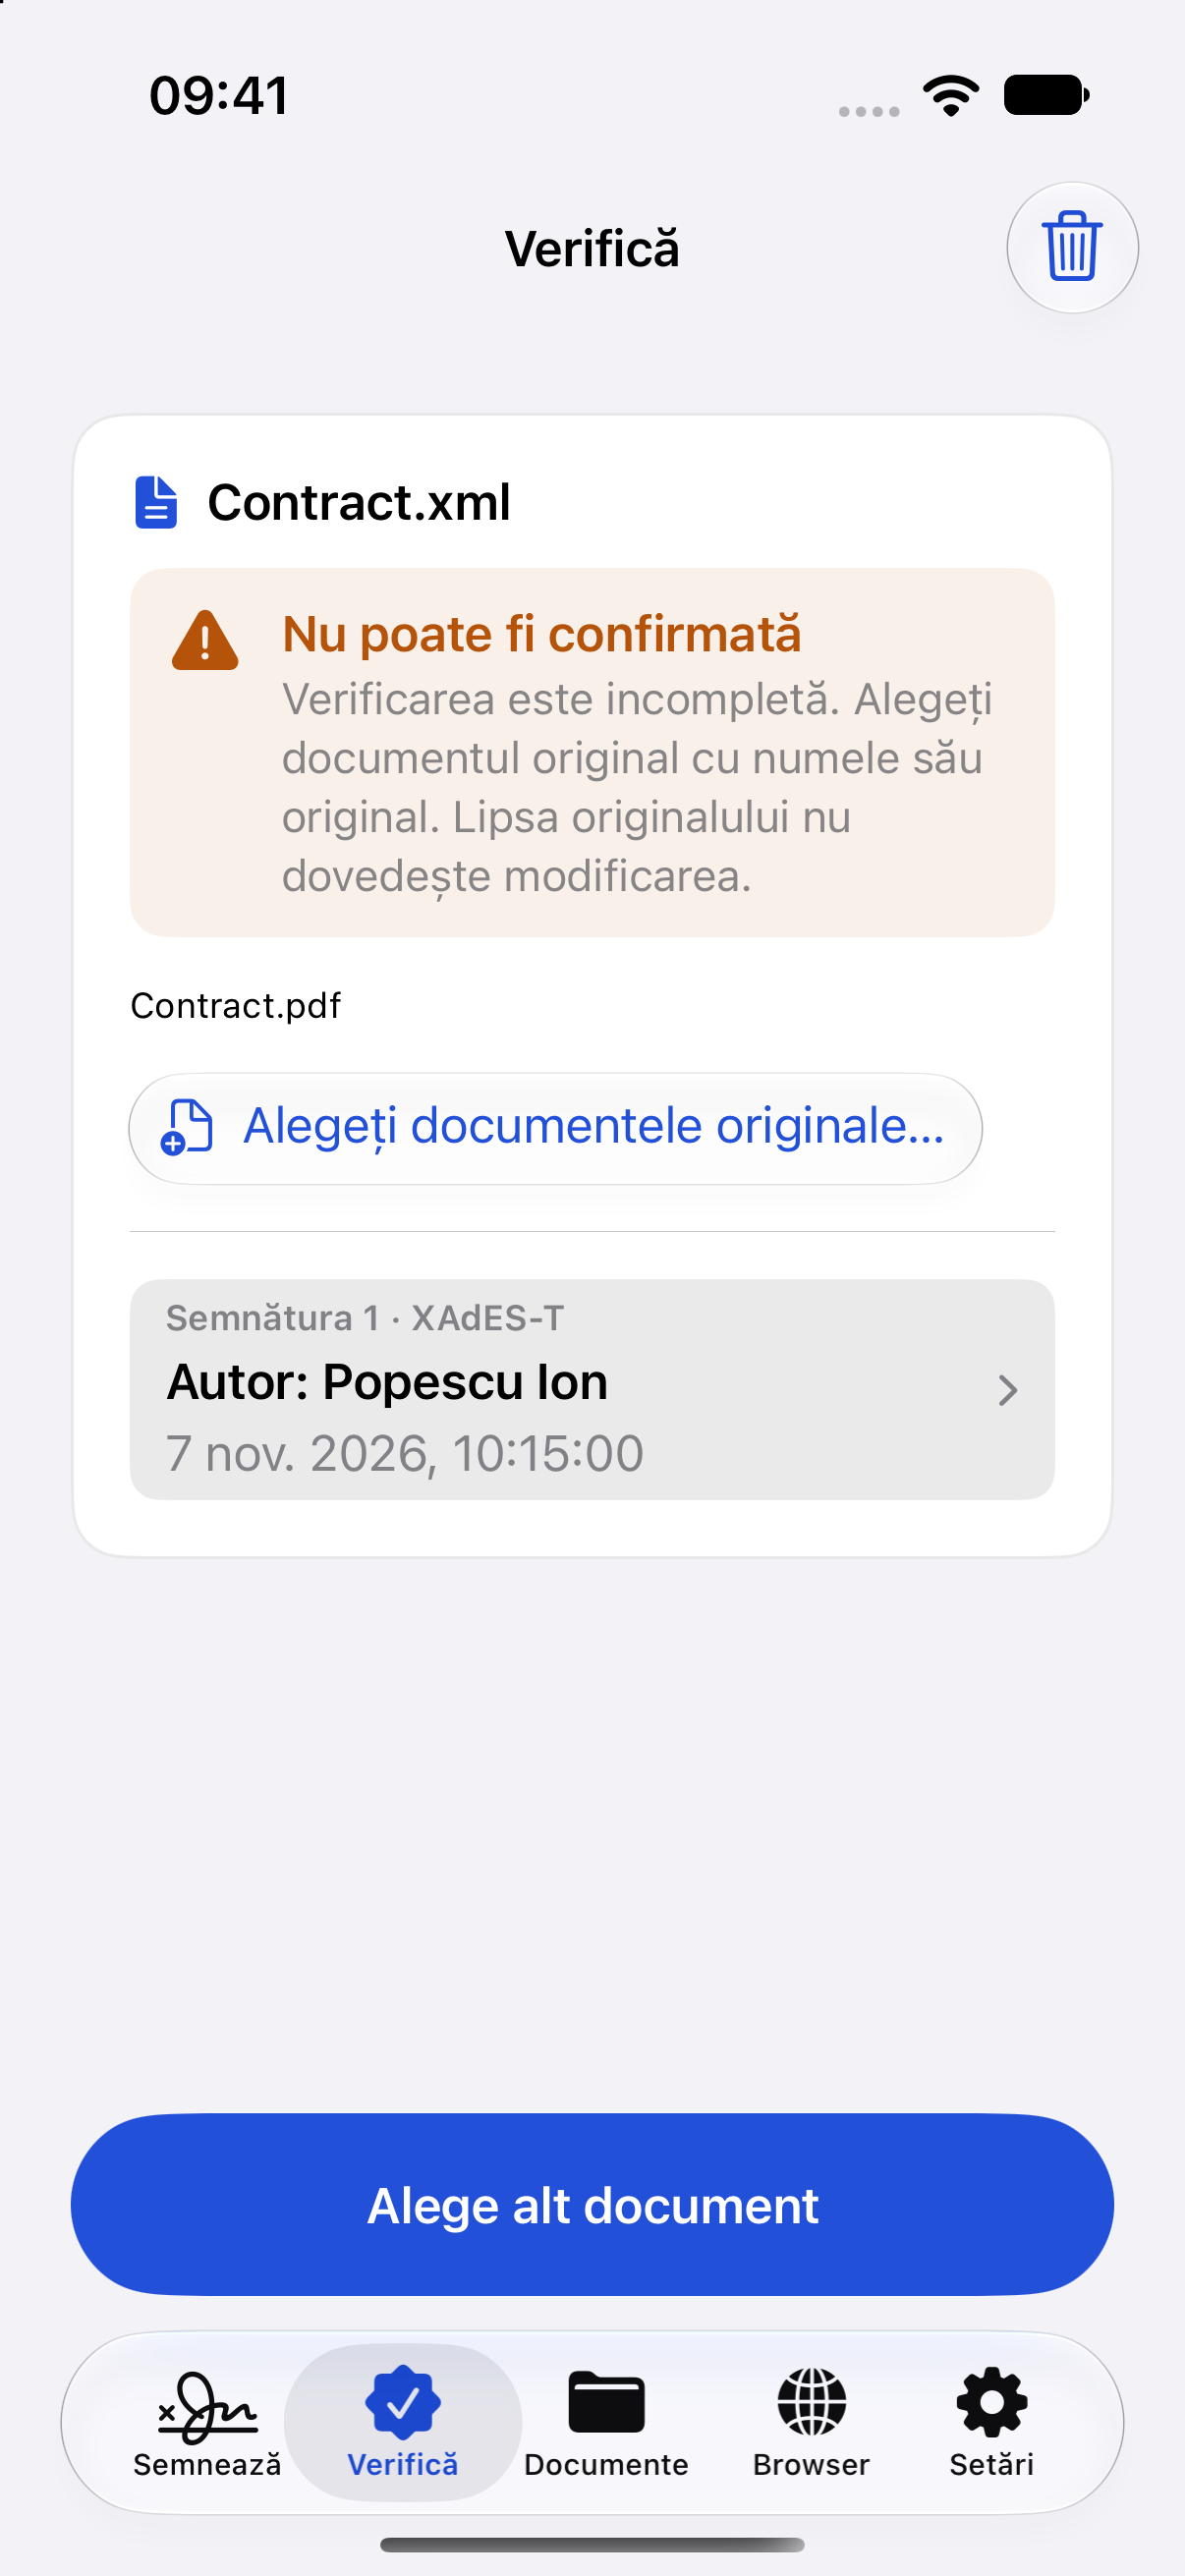 09:41
Verifică
Contract.xml
Nu poate fi confirmată
Verificarea este incompletă. Alegeți
documentul original cu numele său
original. Lipsa originalului nu
dovedește modificarea.
Contract.pdf
Alegeți documentele originale...
Semnătura 1 · XAdES-T
Autor: Popescu Ion
7 nov. 2026, 10:15:00
Alege alt document
Semnează
Verifică
Documente
Browser
Setări